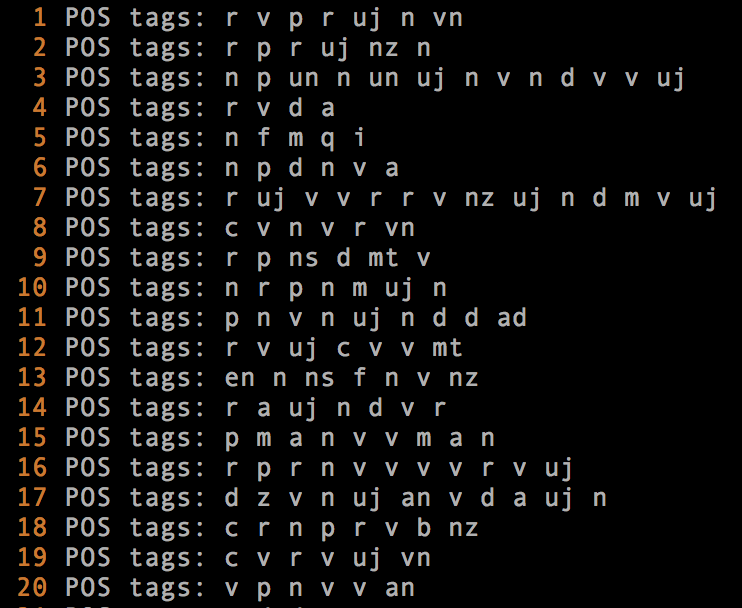 1 POS tags: r v p r uj n vn
2 POS tags: r p r uj nz n
3 POS tags: n p un n un uj n v n d v v uj
4 POS tags: r v d a
5 POS tags: n f m q i
6 POS tags: n p d n v a
7 POS tags: r uj v v r r v nz uj n d m v uj
8 POS tags: c v n v r vn
9 POS tags: r p ns d mt v
10 POS tags: n r p n m uj n
11 POS tags: p n v n uj n d d ad
12 POS tags: r v uj c v v mt
13 POS tags: en n ns f n v nz
14 POS tags: r a uj n d v r
15 POS tags: p m a n v v m a n
16 POS tags: r p r n v v v v r v uj
17 POS tags: d z v n uj an v d a uj n
18 POS tags: c r n p r v b nz
19 POS tags: c v r v uj vn
20 POS tags: v p n v v an